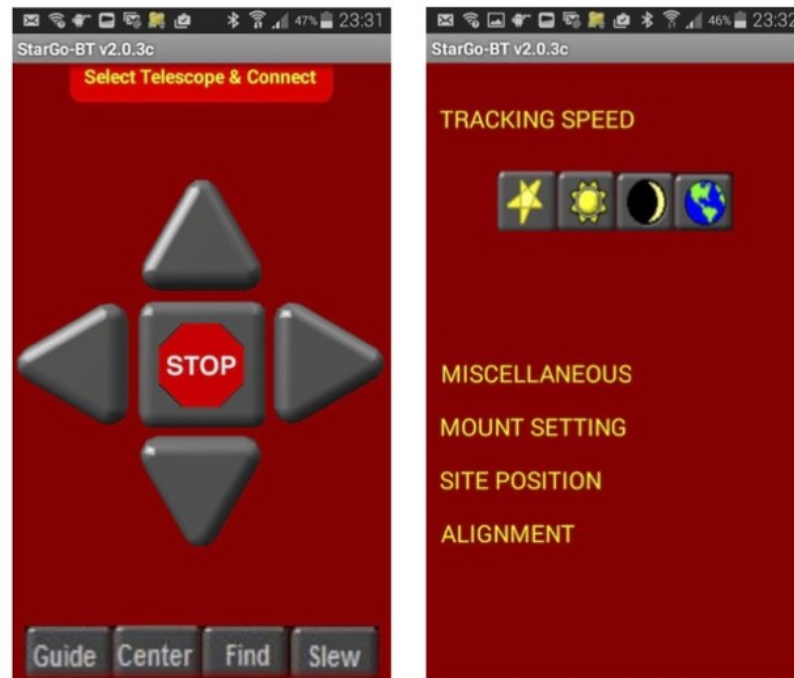 47% 23:31
StarGo-BT v2.0.3c
Select Telescope & Connect
STOP
Guide Center Find Slew
46% 23:32
StarGo-BT v2.0.3c
TRACKING SPEED
MISCELLANEOUS
MOUNT SETTING
SITE POSITION
ALIGNMENT